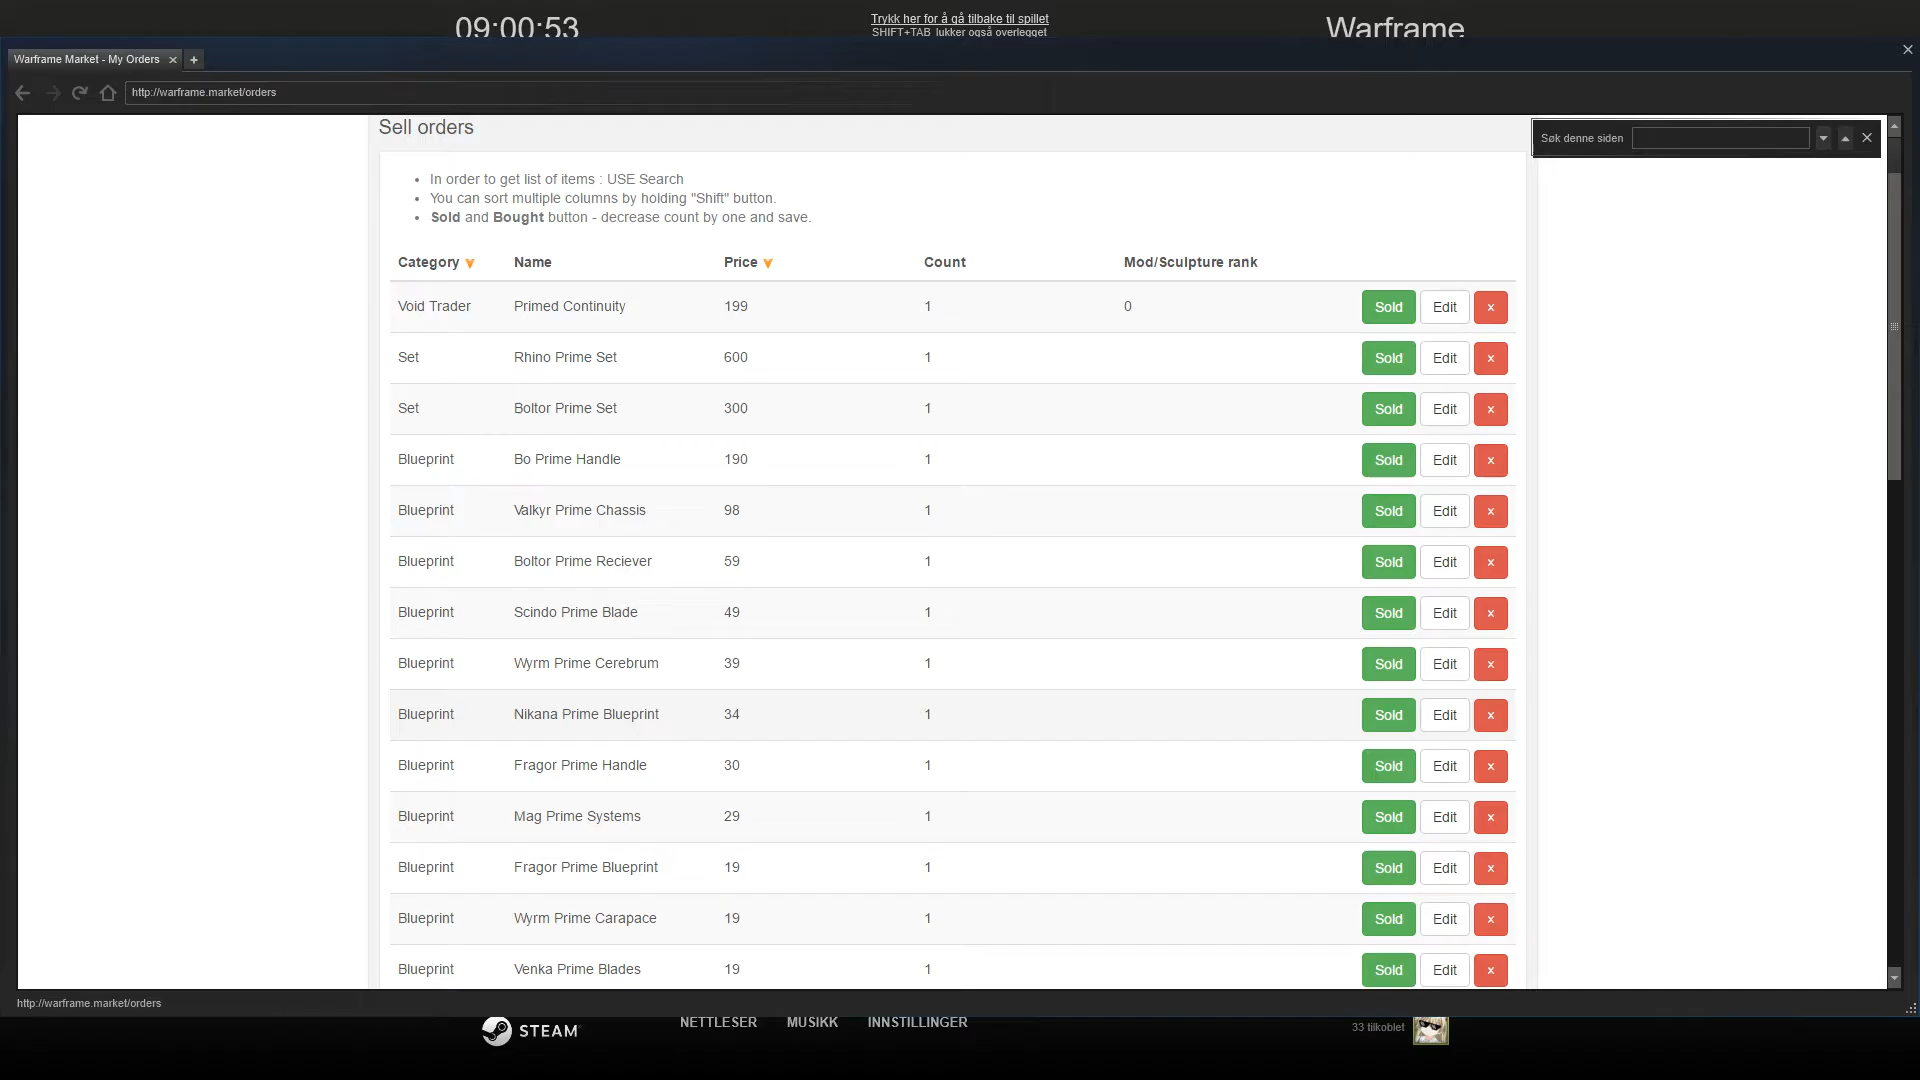 09:00:53
Trykk her for å gå tilbake til spillet
SHIFT+TAB lukker også overlegget
Warframe
Warframe Market - My Orders
http://warframe.market/orders
Sell orders
Søk denne siden
In order to get list of items : USE Search
You can sort multiple columns by holding "Shift" button.
Sold and Bought button - decrease count by one and save.
Category Name Price Count Mod/Sculpture rank
Void Trader Primed Continuity 199 1 0 Sold Edit x
Set Rhino Prime Set 600 1 Sold Edit x
Set Boltor Prime Set 300 1 Sold Edit x
Blueprint Bo Prime Handle 190 1 Sold Edit x
Blueprint Valkyr Prime Chassis 98 1 Sold Edit x
Blueprint Boltor Prime Reciever 59 1 Sold Edit x
Blueprint Scindo Prime Blade 49 1 Sold Edit x
Blueprint Wyrm Prime Cerebrum 39 1 Sold Edit x
Blueprint Nikana Prime Blueprint 34 1 Sold Edit x
Blueprint Fragor Prime Handle 30 1 Sold Edit x
Blueprint Mag Prime Systems 29 1 Sold Edit x
Blueprint Fragor Prime Blueprint 19 1 Sold Edit x
Blueprint Wyrm Prime Carapace 19 1 Sold Edit x
Blueprint Venka Prime Blades 19 1 Sold Edit x
http://warframe.market/orders
STEAM
NETTLESER MUSIKK INNSTILLINGER
33 tilkoblet